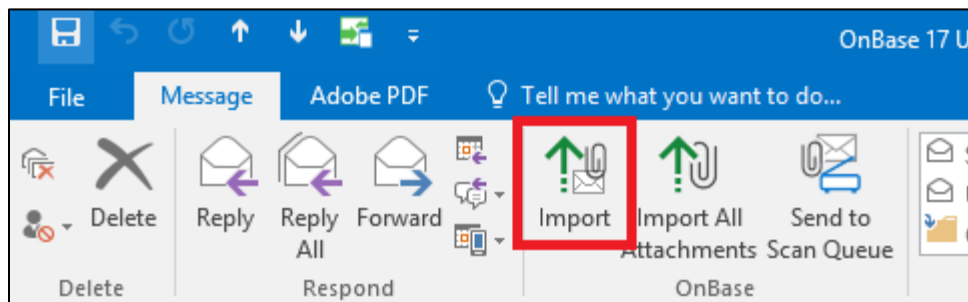 OnBase 17 U
File Message Adobe PDF Tell me what you want to do...
Delete Reply Reply All Forward Import Import All Attachments Send to Scan Queue
Delete Respond OnBase